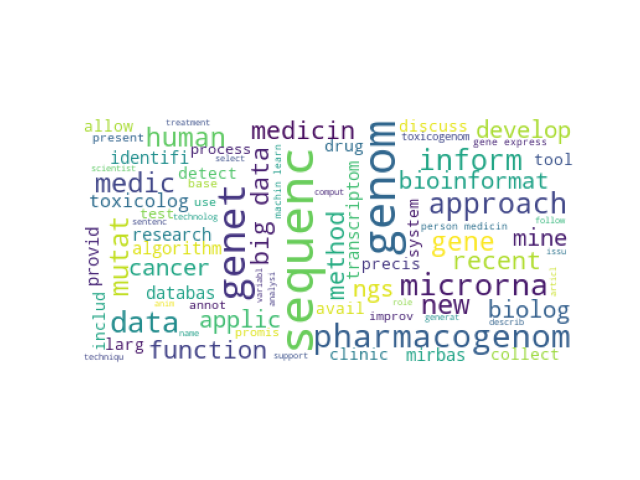 treatment
allow
present
human
medicin
discuss
toxicogenom
develop
gene express
scientist
identifi
process
select
drug
inform
tool
medic
detect
base
big data
machin learn
comput
bioinformat
toxicolog
use
genet
sequenc
genom
approach
person medicin
follow
test
technolog
sentenc
mutat
research
algorithm
method
transcriptom
system
gene
mine
issu
provid
cancer
variabl
analysi
precis
recent
databas
annot
avail
ngs
microrna
articl
includ
anim
name
applic
promis
improv
role
new
generat
biolog
describ
data
larg
function
support
pharmacogenom
techniqu
clinic
mirbas
collect